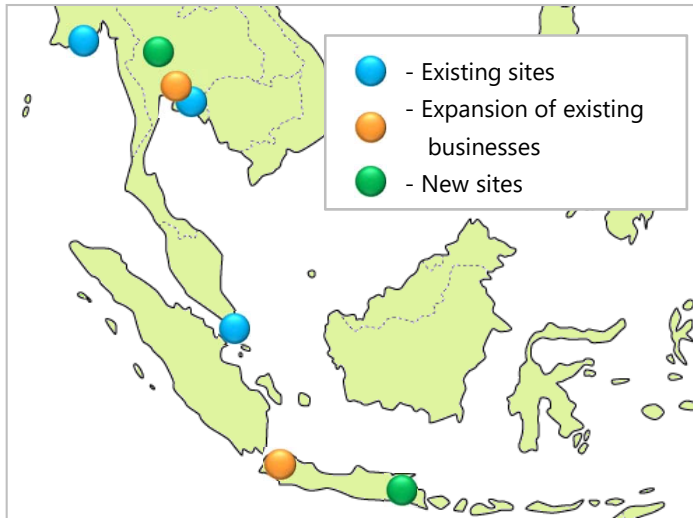 - Existing sites
- Expansion of existing
businesses
- New sites